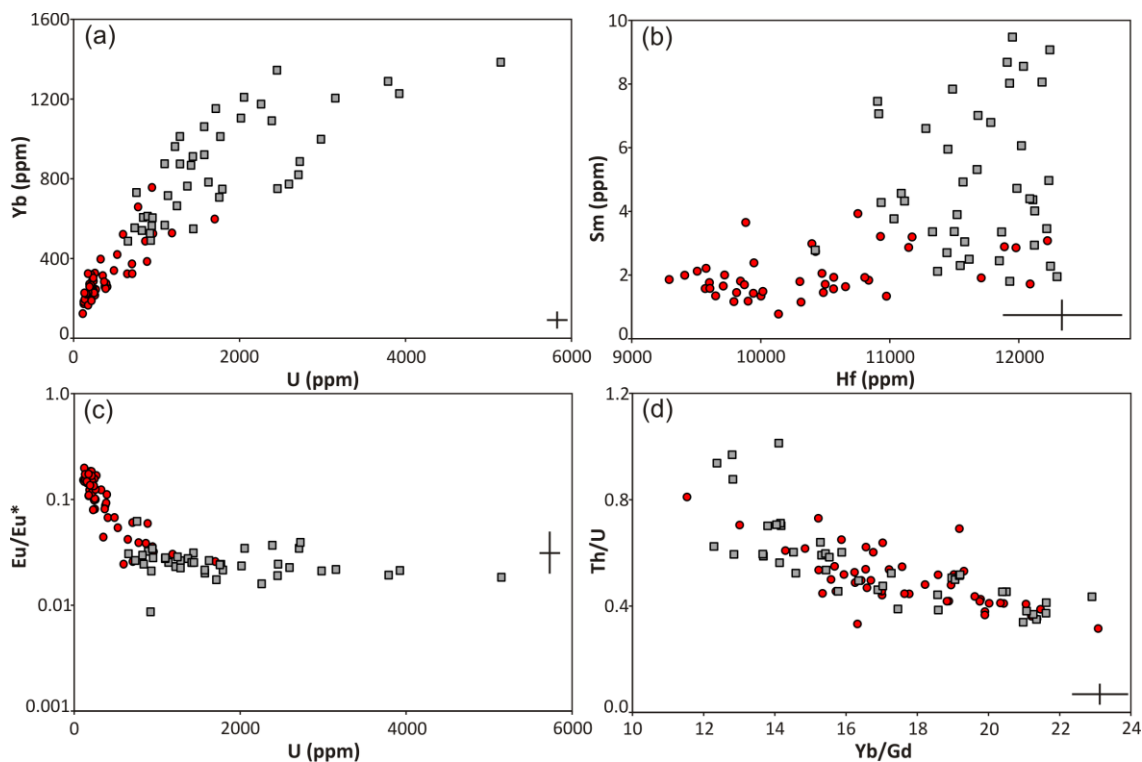 (a)
1600
1200
800
400
0
Yb (ppm)
0 2000 4000 6000
U (ppm)
(b)
10
8
6
4
2
0
Sm (ppm)
9000 10000 11000 12000
Hf (ppm)
(c)
1.0
0.1
0.01
0.001
Eu/Eu*
0 2000 4000 6000
U (ppm)
(d)
1.2
0.8
0.4
0.0
Th/U
10 12 14 16 18 20 22 24
Yb/Gd